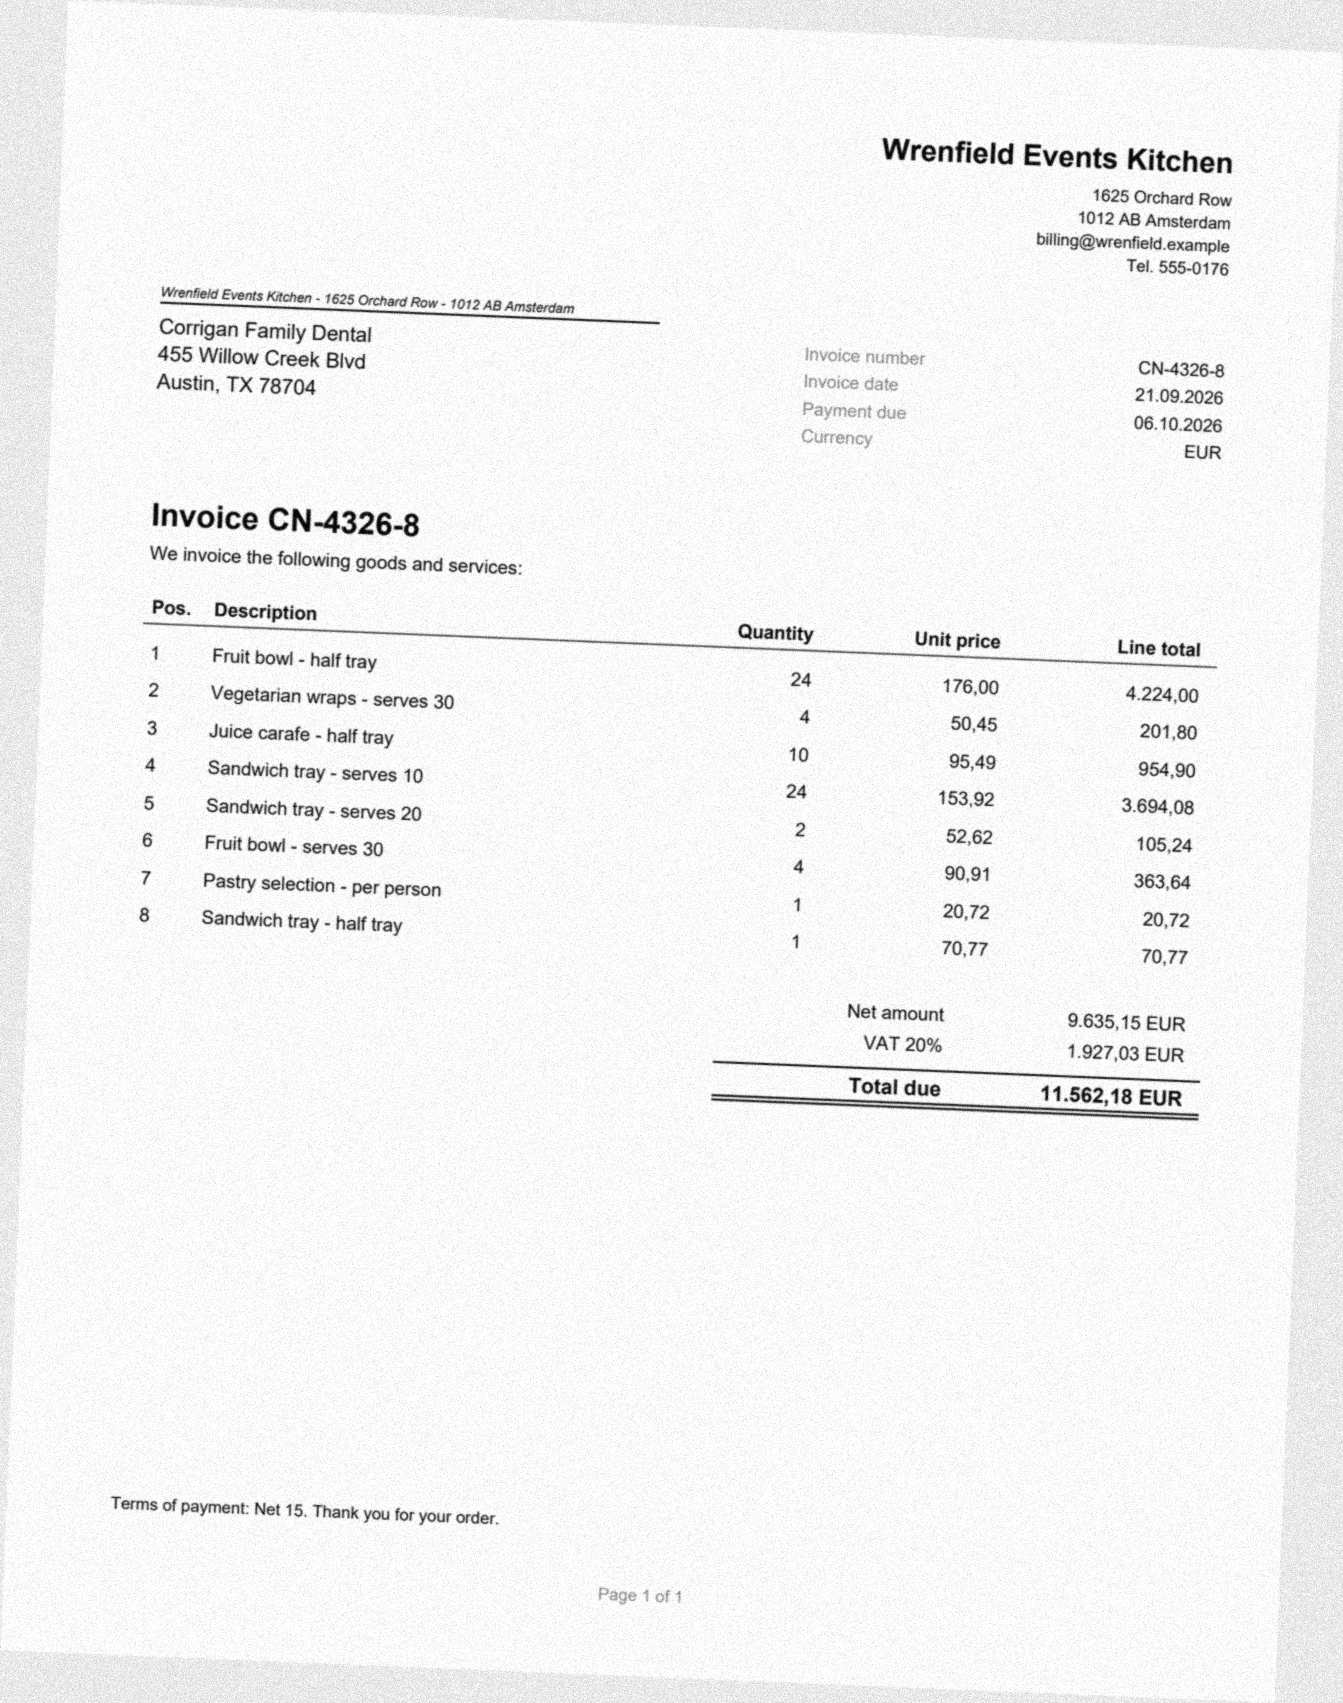 Wrenfield Events Kitchen
1625 Orchard Row
1012 AB Amsterdam
billing@wrenfield.example
Tel. 555-0176
Wrenfield Events Kitchen - 1625 Orchard Row - 1012 AB Amsterdam
Corrigan Family Dental
455 Willow Creek Blvd
Austin, TX 78704
Invoice number CN-4326-8
Invoice date 21.09.2026
Payment due 06.10.2026
Currency EUR
Invoice CN-4326-8
We invoice the following goods and services:
Pos. Description Quantity Unit price Line total
1 Fruit bowl - half tray 24 176,00 4.224,00
2 Vegetarian wraps - serves 30 4 50,45 201,80
3 Juice carafe - half tray 10 95,49 954,90
4 Sandwich tray - serves 10 24 153,92 3.694,08
5 Sandwich tray - serves 20 2 52,62 105,24
6 Fruit bowl - serves 30 4 90,91 363,64
7 Pastry selection - per person 1 20,72 20,72
8 Sandwich tray - half tray 1 70,77 70,77
Net amount 9.635,15 EUR
VAT 20% 1.927,03 EUR
Total due 11.562,18 EUR
Terms of payment: Net 15. Thank you for your order.
Page 1 of 1